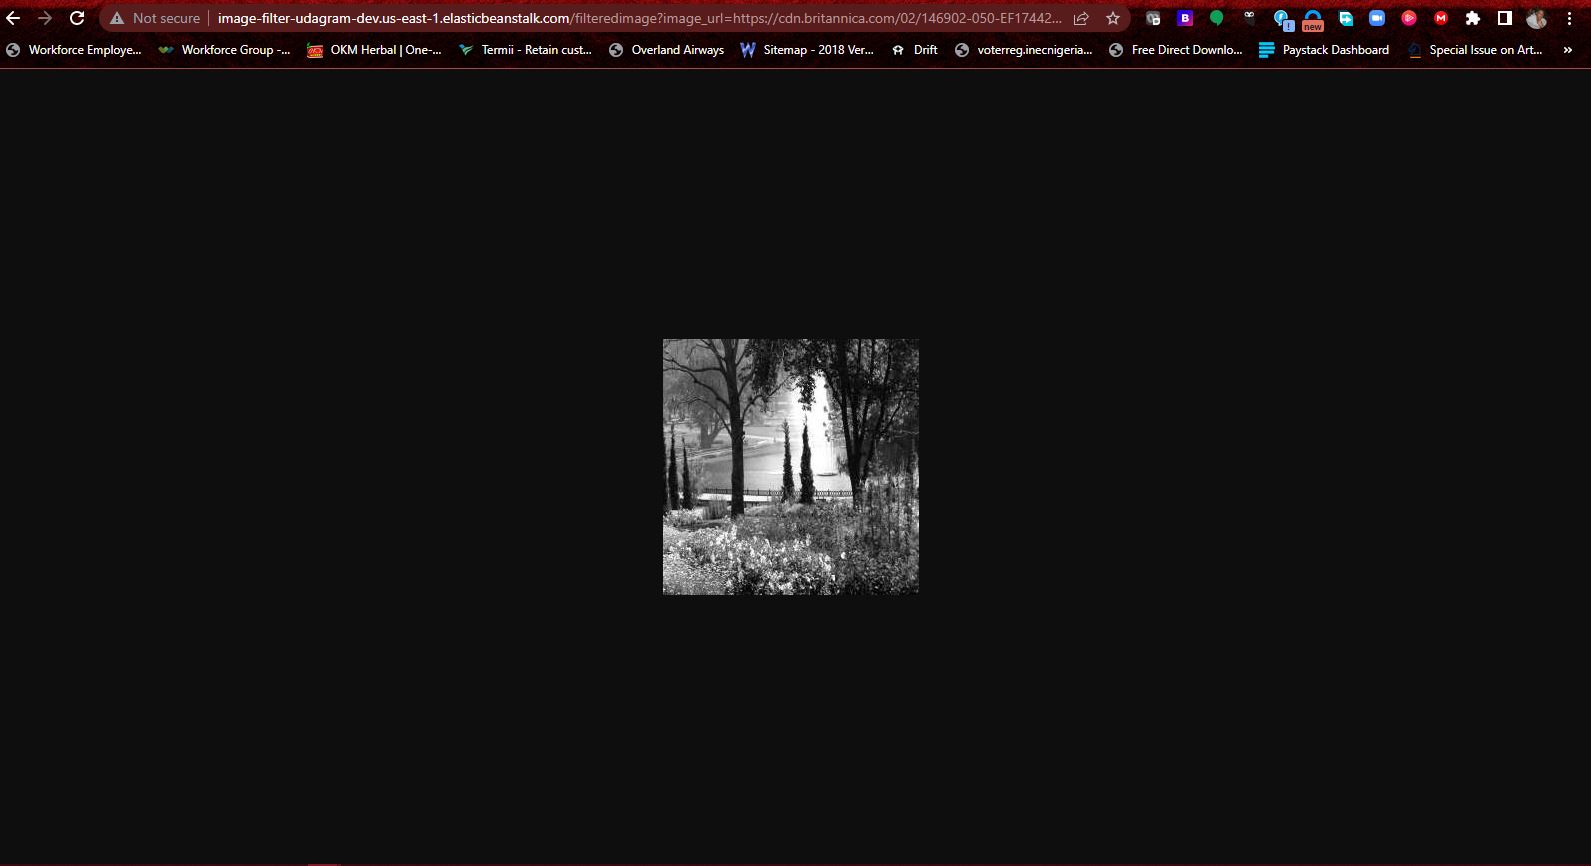 Not secure image-filter-udagram-dev.us-east-1.elasticbeanstalk.com/filteredimage?image_url=https://cdn.britannica.com/02/146902-050-EF17442...
new
Workforce Employe... Workforce Group -... OKM Herbal | One-... Termii - Retain cust... Overland Airways Sitemap - 2018 Ver... Drift voterreg.inecnigeria... Free Direct Downlo... Paystack Dashboard Special Issue on Art... »